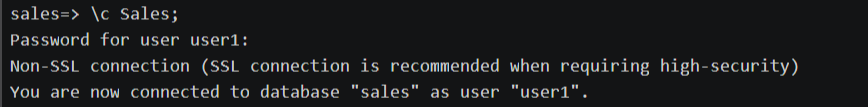 sales=> \c Sales;
Password for user user1:
Non-SSL connection (SSL connection is recommended when requiring high-security)
You are now connected to database "sales" as user "user1".